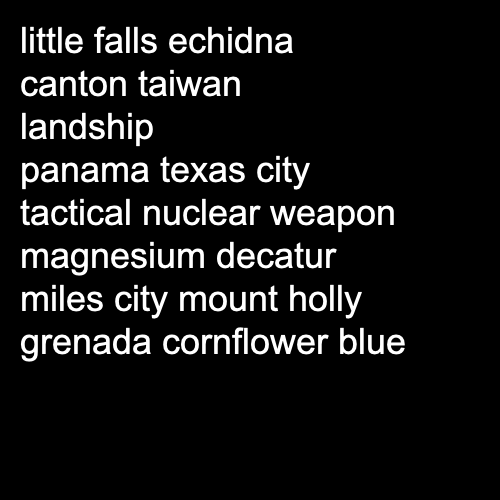 little falls echidna
canton taiwan
landship
panama texas city
tactical nuclear weapon
magnesium decatur
miles city mount holly
grenada cornflower blue